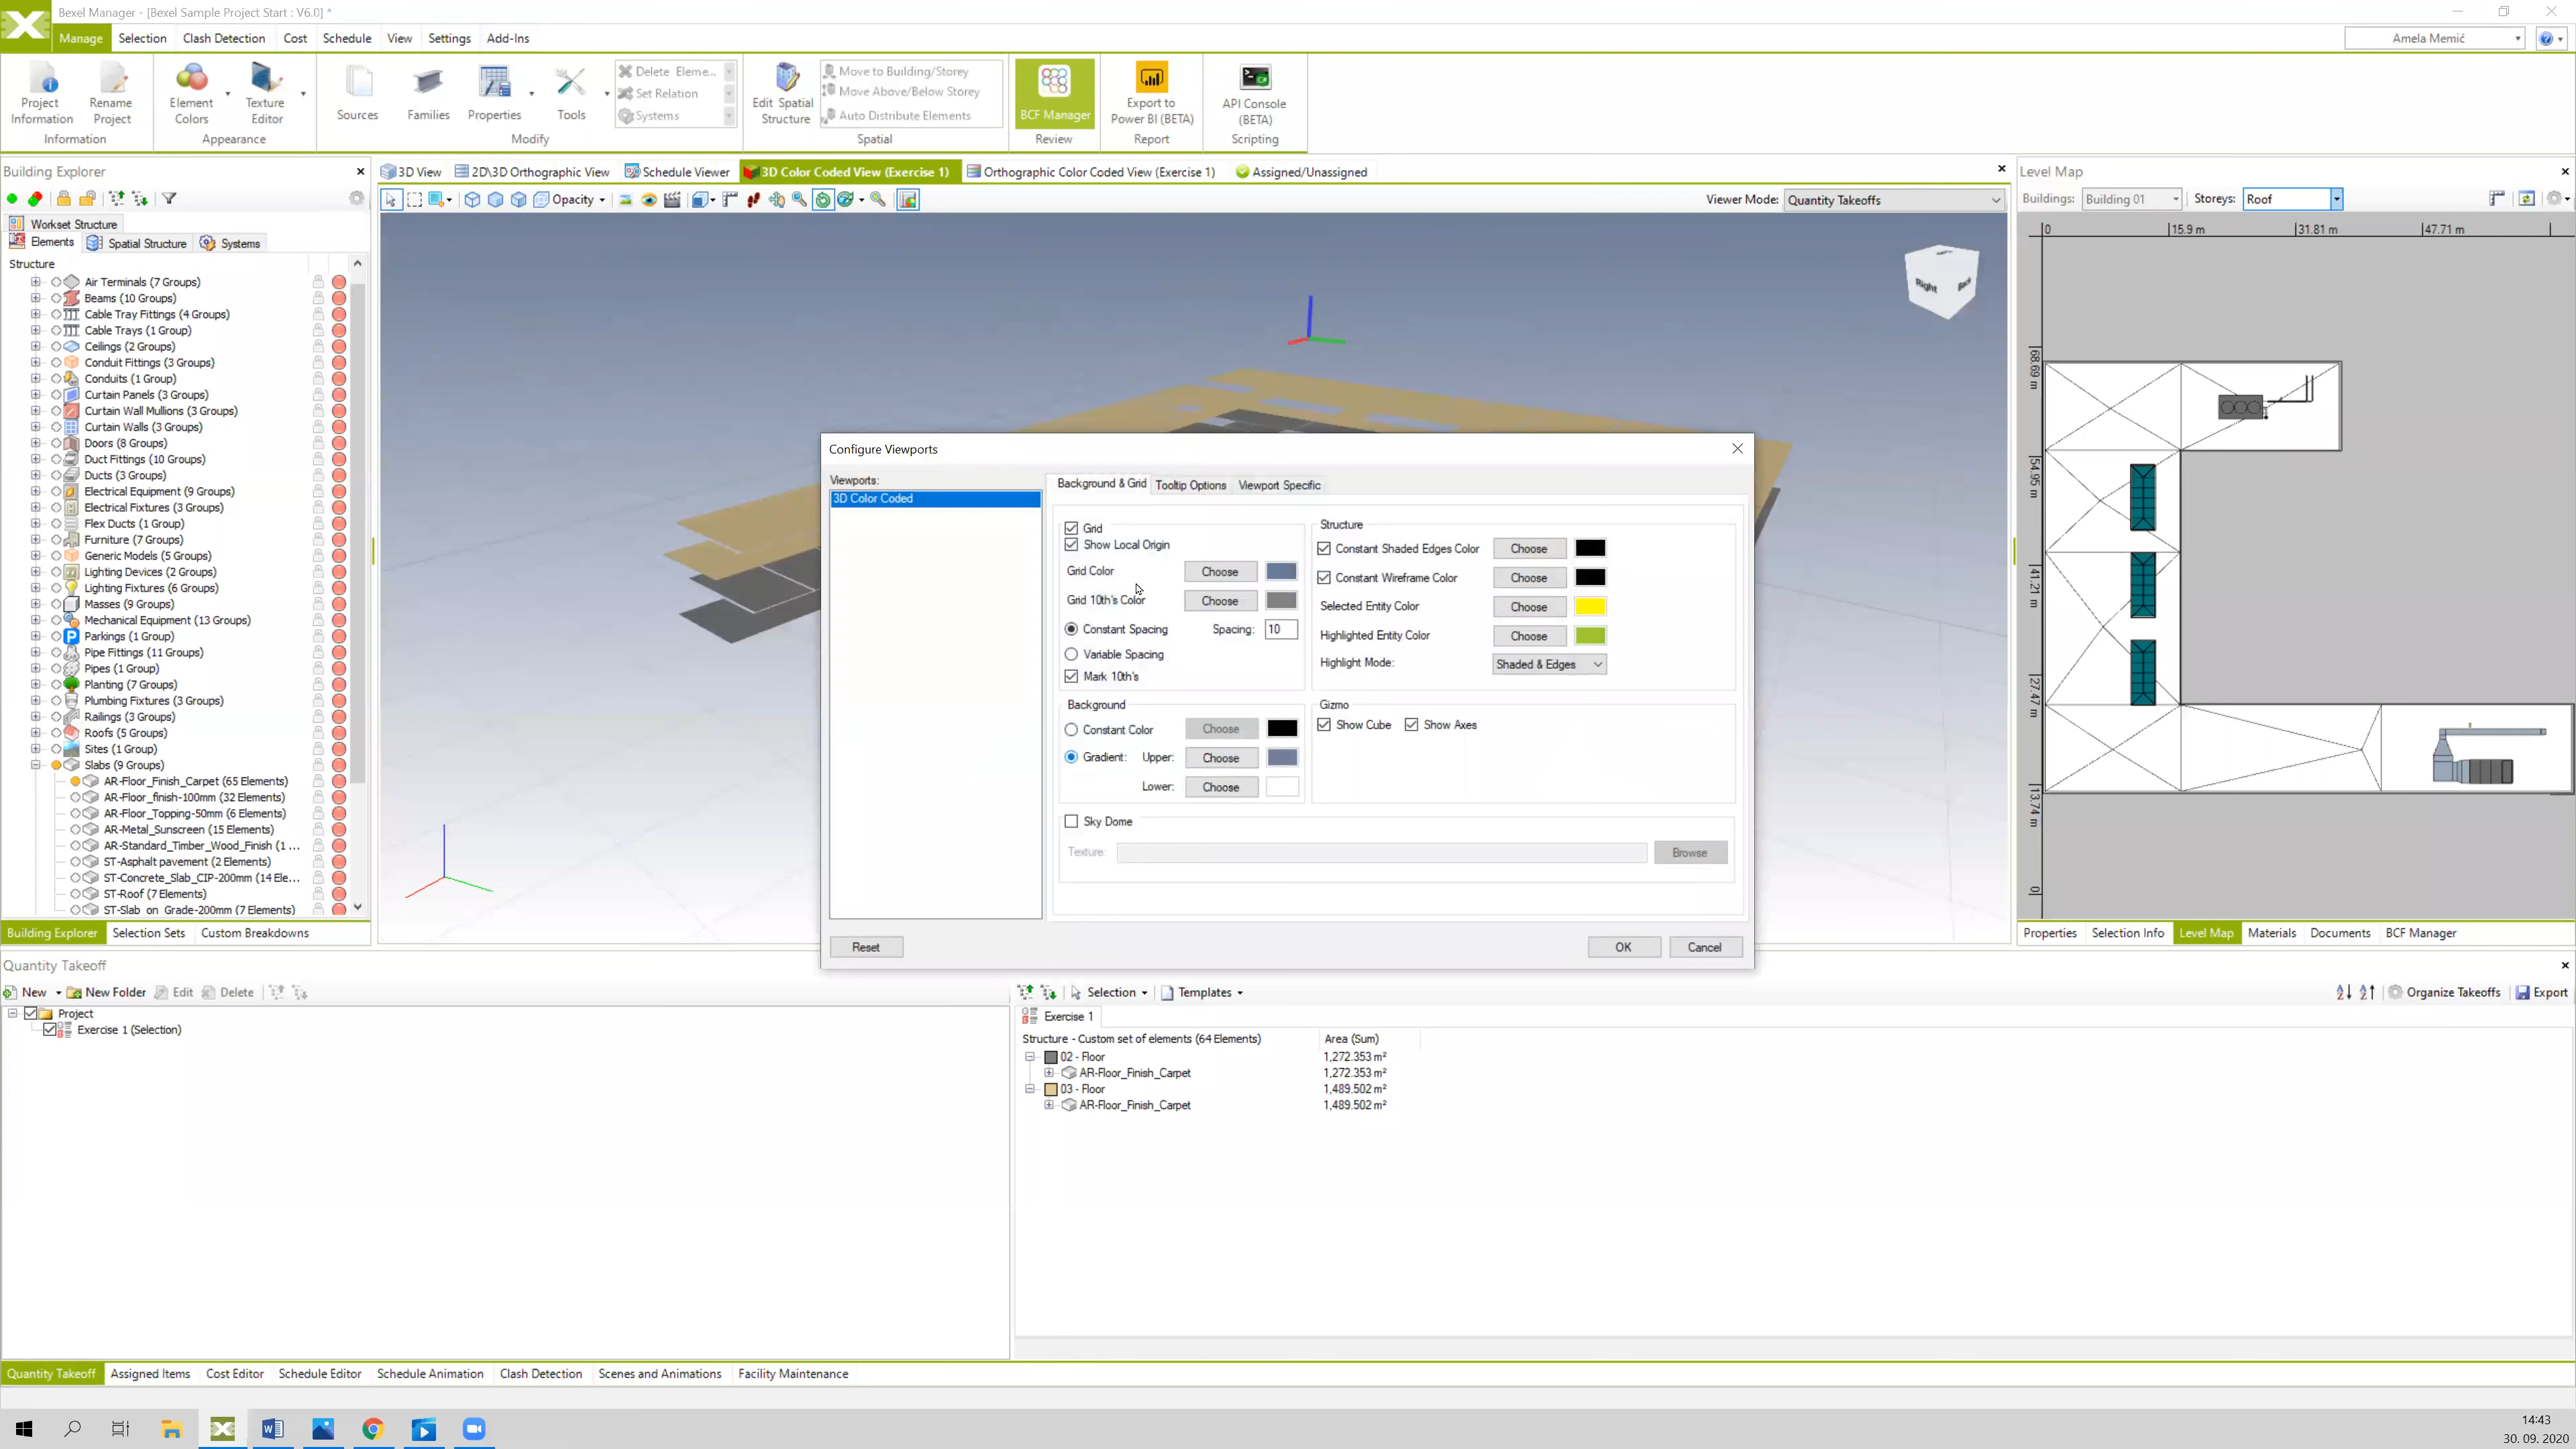 Bexel Manager - [Bexel Sample Project Start : V6.0] *
Manage Selection Clash Detection Cost Schedule View Settings Add-Ins Amela Memić
Project Information Rename Project Element Colors Texture Editor Sources Families Properties Tools
Delete Eleme...
Set Relation
Systems
Edit Spatial Structure
Move to Building/Storey
Move Above/Below Storey
Auto Distribute Elements
BCF Manager Export to Power BI (BETA) API Console (BETA)
Information Appearance Modify Spatial Review Report Scripting
Building Explorer
Workset Structure
Elements Spatial Structure Systems
Structure
Air Terminals (7 Groups)
Beams (10 Groups)
Cable Tray Fittings (4 Groups)
Cable Trays (1 Group)
Ceilings (2 Groups)
Conduit Fittings (3 Groups)
Conduits (1 Group)
Curtain Panels (3 Groups)
Curtain Wall Mullions (3 Groups)
Curtain Walls (3 Groups)
Doors (8 Groups)
Duct Fittings (10 Groups)
Ducts (3 Groups)
Electrical Equipment (9 Groups)
Electrical Fixtures (3 Groups)
Flex Ducts (1 Group)
Furniture (7 Groups)
Generic Models (5 Groups)
Lighting Devices (2 Groups)
Lighting Fixtures (6 Groups)
Masses (9 Groups)
Mechanical Equipment (13 Groups)
Parkings (1 Group)
Pipe Fittings (11 Groups)
Pipes (1 Group)
Planting (7 Groups)
Plumbing Fixtures (3 Groups)
Railings (3 Groups)
Roofs (5 Groups)
Sites (1 Group)
Slabs (9 Groups)
AR-Floor_Finish_Carpet (65 Elements)
AR-Floor_finish-100mm (32 Elements)
AR-Floor_Topping-50mm (6 Elements)
AR-Metal_Sunscreen (15 Elements)
AR-Standard_Timber_Wood_Finish (1 ...
ST-Asphalt pavement (2 Elements)
ST-Concrete_Slab_CIP-200mm (14 Ele...
ST-Roof (7 Elements)
ST-Slab_on_Grade-200mm (7 Elements)
Building Explorer Selection Sets Custom Breakdowns
3D View 2D\3D Orthographic View Schedule Viewer 3D Color Coded View (Exercise 1) Orthographic Color Coded View (Exercise 1) Assigned/Unassigned
Opacity Viewer Mode: Quantity Takeoffs
Right Back
Configure Viewports
Viewports:
3D Color Coded
Background & Grid Tooltip Options Viewport Specific
Grid
Show Local Origin
Grid Color Choose
Grid 10th's Color Choose
Constant Spacing Spacing: 10
Variable Spacing
Mark 10th's
Structure
Constant Shaded Edges Color Choose
Constant Wireframe Color Choose
Selected Entity Color Choose
Highlighted Entity Color Choose
Highlight Mode: Shaded & Edges
Background
Constant Color Choose
Gradient: Upper: Choose
Lower: Choose
Gizmo
Show Cube Show Axes
Sky Dome
Texture: Browse
Reset OK Cancel
Level Map
Buildings: Building 01 Storeys: Roof
0 15.9 m 31.81 m 47.71 m
68.69 m
54.95 m
41.21 m
27.47 m
13.74 m
0
Properties Selection Info Level Map Materials Documents BCF Manager
Quantity Takeoff
New New Folder Edit Delete
Project
Exercise 1 (Selection)
Selection Templates Organize Takeoffs Export
Exercise 1
Structure - Custom set of elements (64 Elements) Area (Sum)
02 - Floor 1,272.353 m²
AR-Floor_Finish_Carpet 1,272.353 m²
03 - Floor 1,489.502 m²
AR-Floor_Finish_Carpet 1,489.502 m²
Quantity Takeoff Assigned Items Cost Editor Schedule Editor Schedule Animation Clash Detection Scenes and Animations Facility Maintenance
14:43
30. 09. 2020